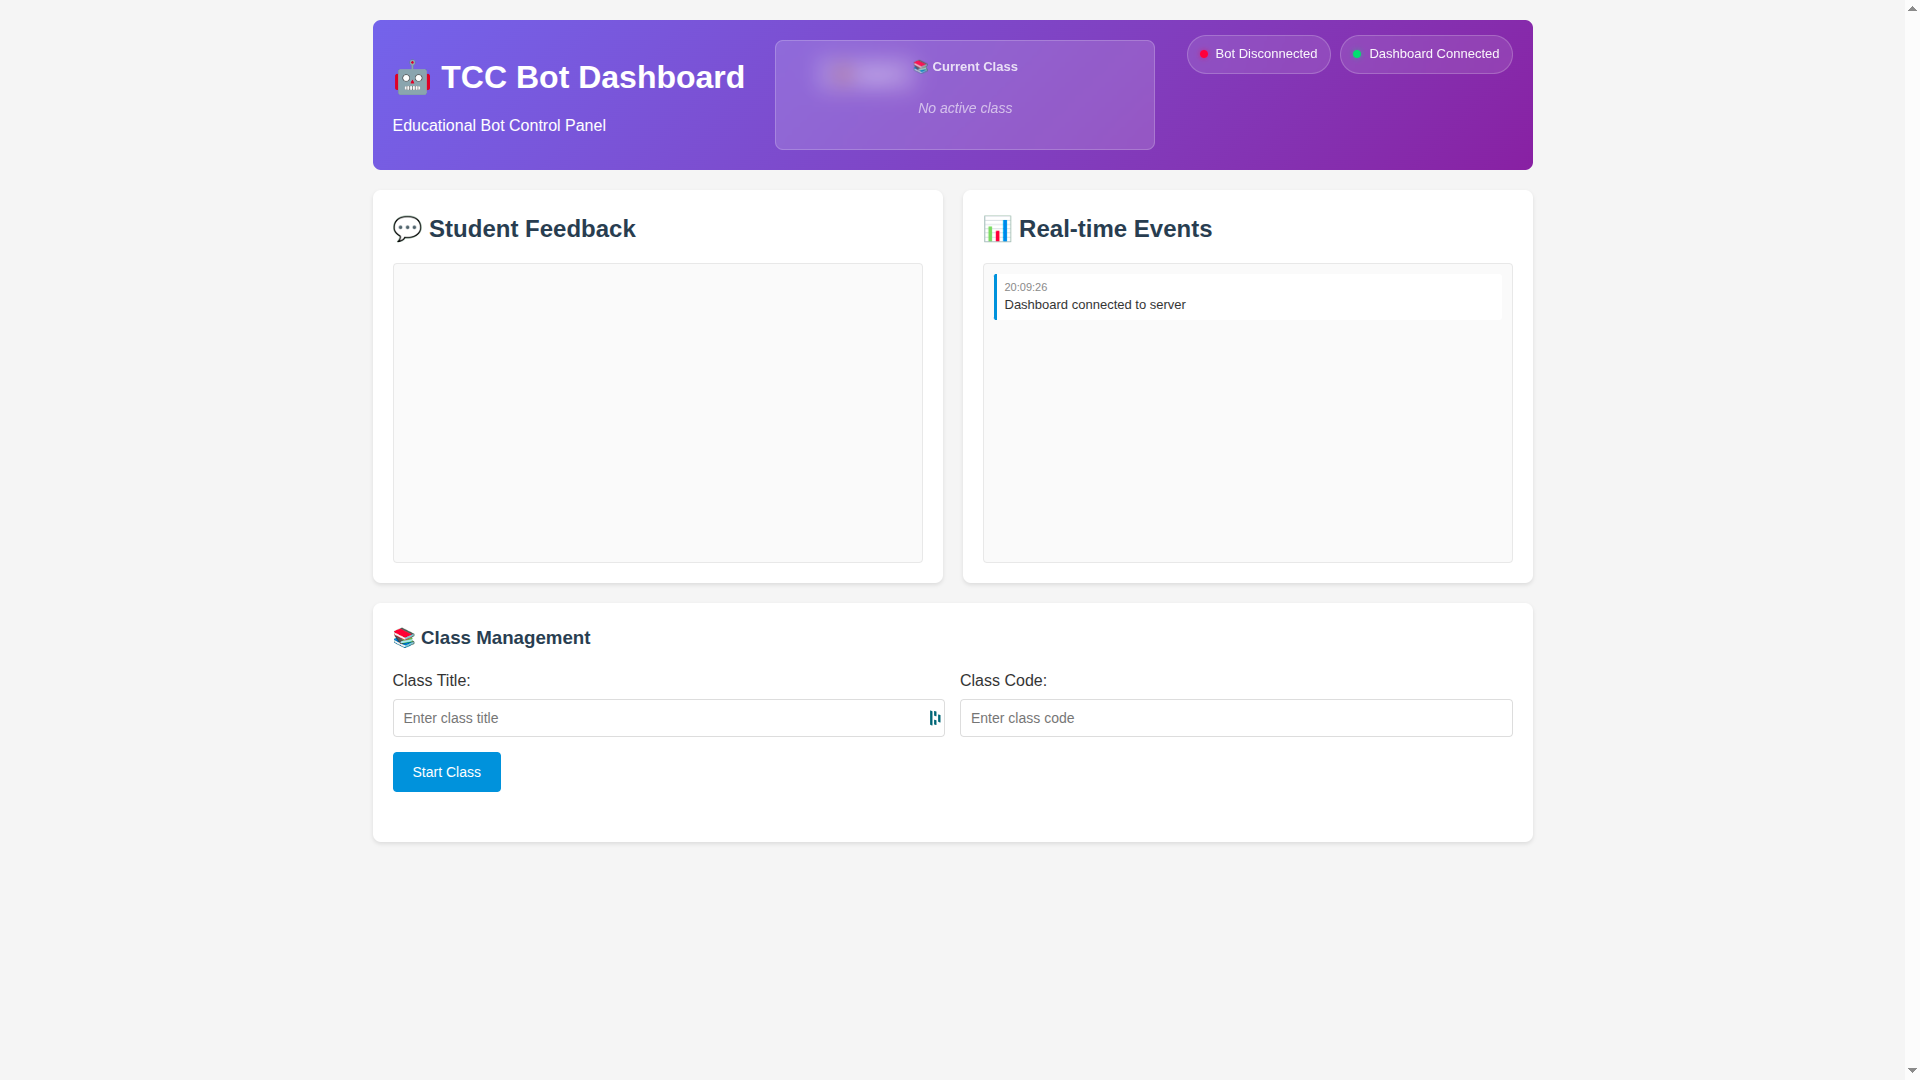 TCC Bot Dashboard
Educational Bot Control Panel
Current Class
No active class
Bot Disconnected
Dashboard Connected
Student Feedback
Real-time Events
20:09:26
Dashboard connected to server
Class Management
Class Title:
Enter class title
Class Code:
Enter class code
Start Class